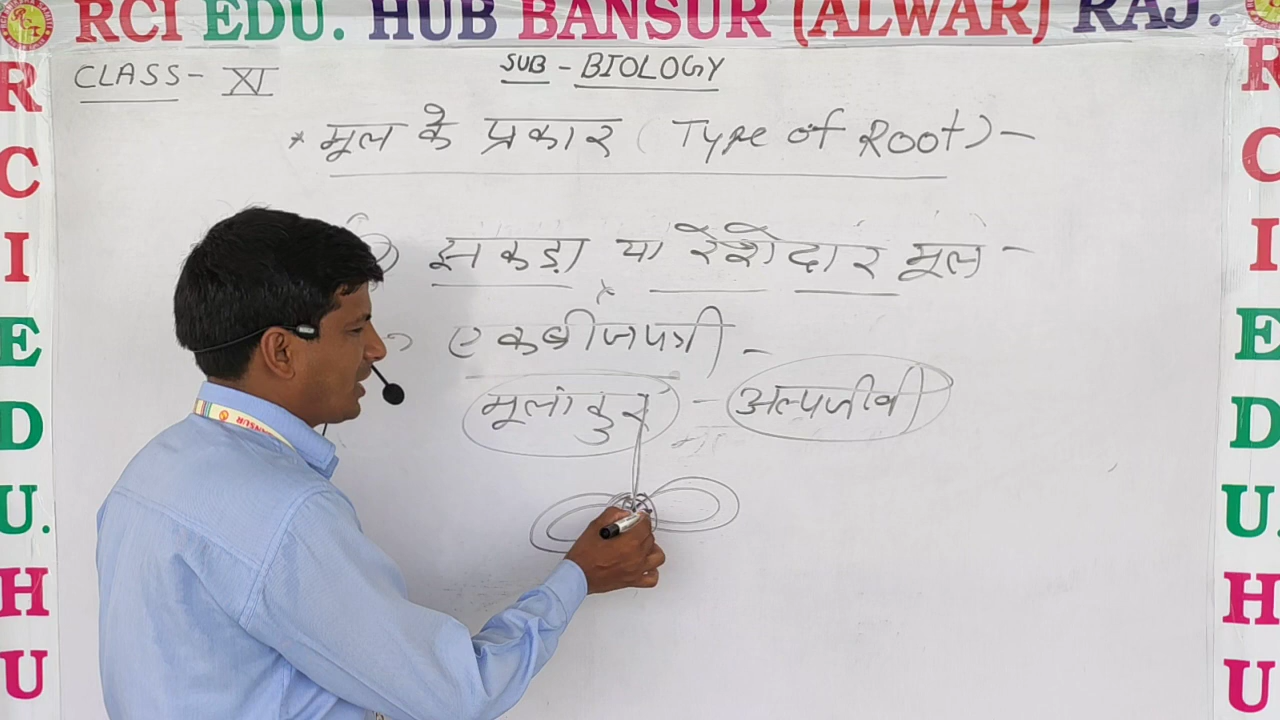 RCI EDU. HUB BANSUR (ALWAR) RAJ.
CLASS - XI
SUB - BIOLOGY
* मूल के प्रकार (Type of Root) -
झकड़ा या रेशेदार मूल -
एकबीजपत्री -
मूलांकुर - अल्पजीवी
R C I E D U. H U
R C I E D U. H U
BANSUR